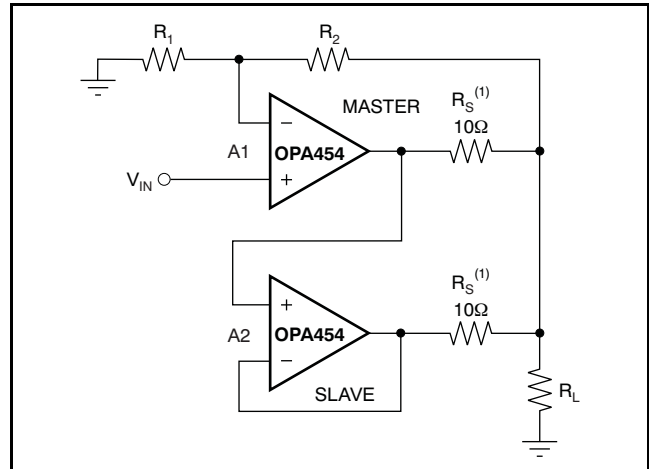 R1
R2
MASTER
RS(1)
10Ω
A1
OPA454
VIN
−
+
RS(1)
10Ω
+
−
A2
OPA454
SLAVE
RL